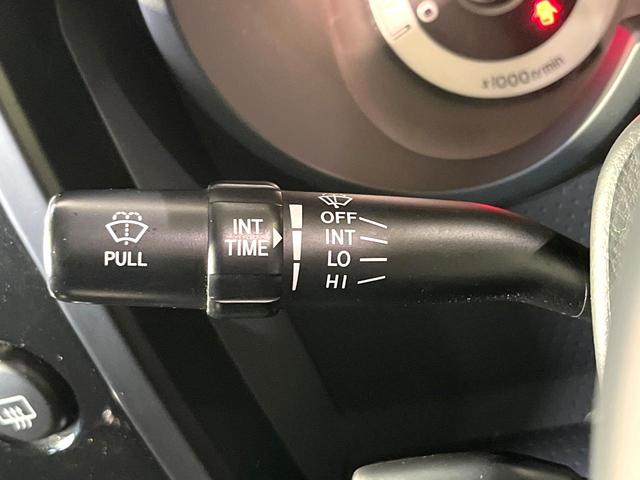 x1000r/min
PULL
INT
TIME
OFF
INT
LO
HI